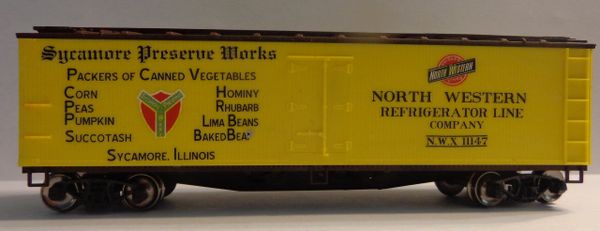 Sycamore Preserve Works
Packers of Canned Vegetables
Corn
Peas
Pumpkin
Succotash
Hominy
Rhubarb
Lima Beans
Baked Bea
Sycamore, Illinois
North Western
NORTH WESTERN
REFRIGERATOR LINE
COMPANY
N.W.X 11147